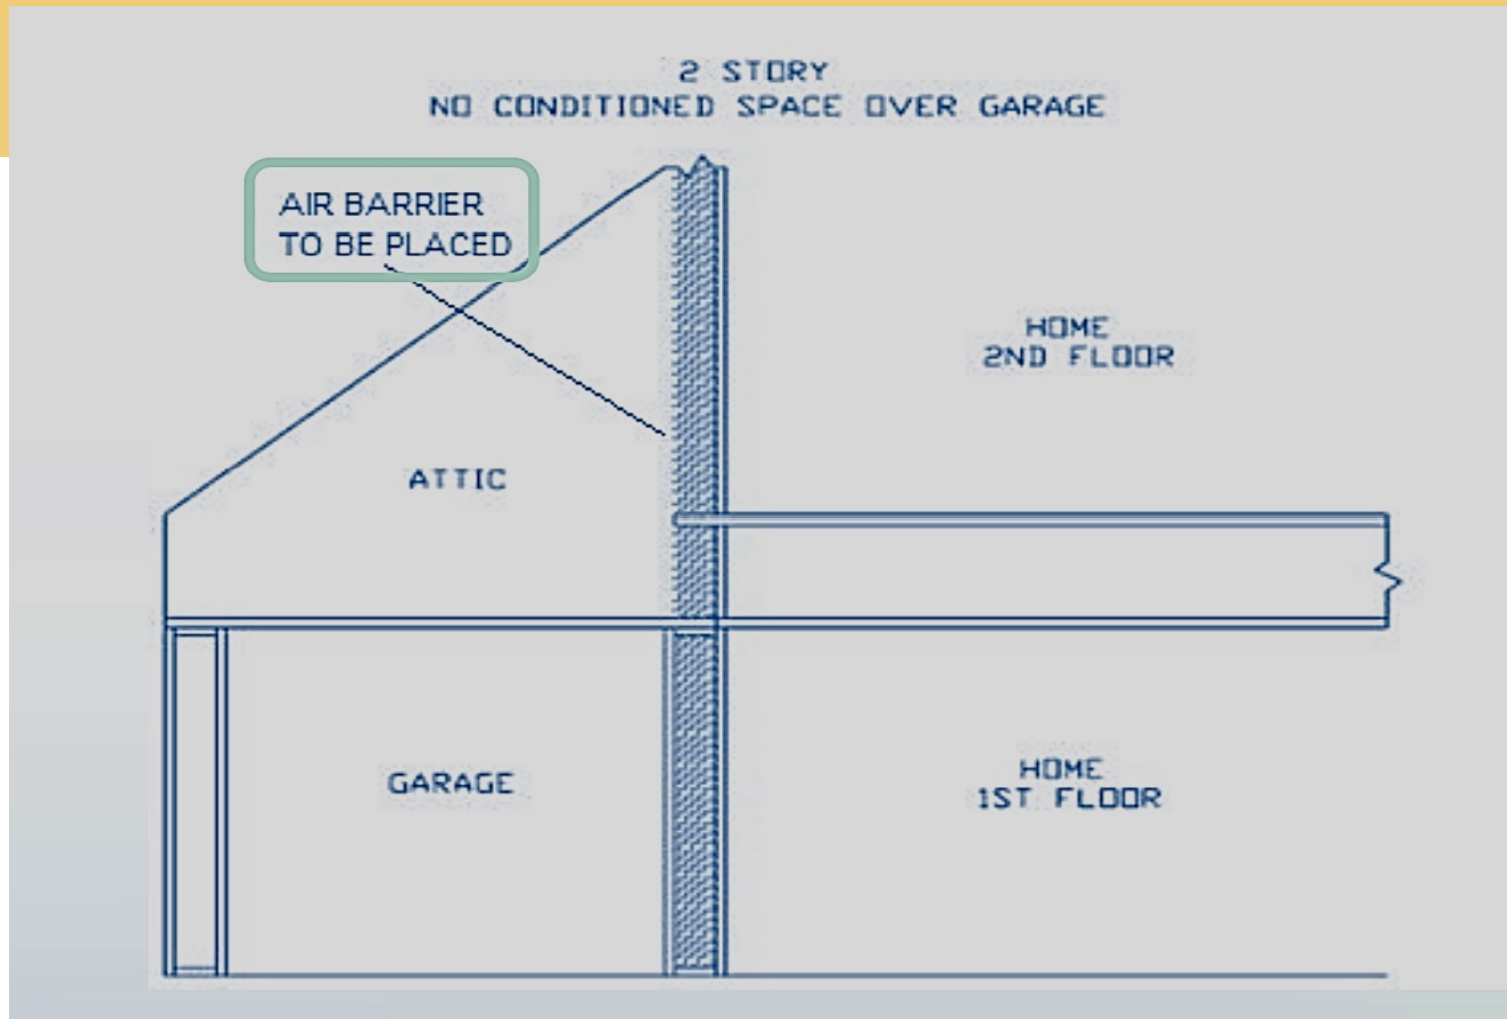 2 STORY
NO CONDITIONED SPACE OVER GARAGE
AIR BARRIER
TO BE PLACED
HOME
2ND FLOOR
ATTIC
GARAGE
HOME
1ST FLOOR